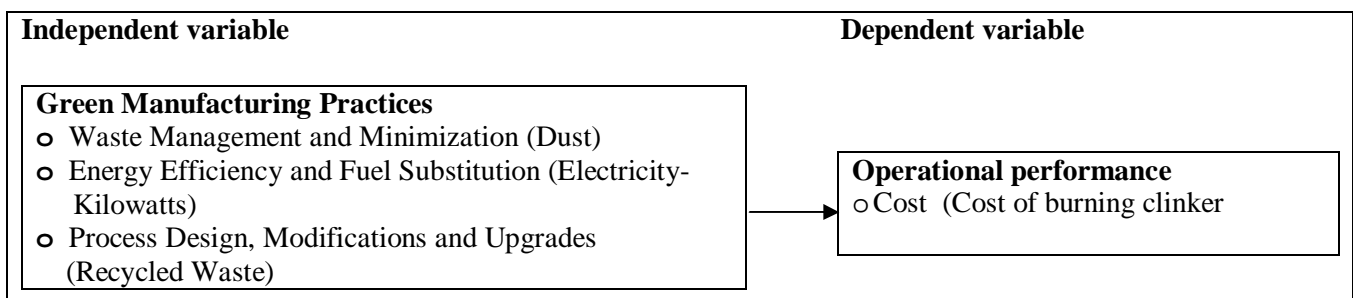 Independent variable
Dependent variable
Green Manufacturing Practices
o Waste Management and Minimization (Dust)
o Energy Efficiency and Fuel Substitution (Electricity-
Kilowatts)
o Process Design, Modifications and Upgrades
(Recycled Waste)
Operational performance
o Cost (Cost of burning clinker